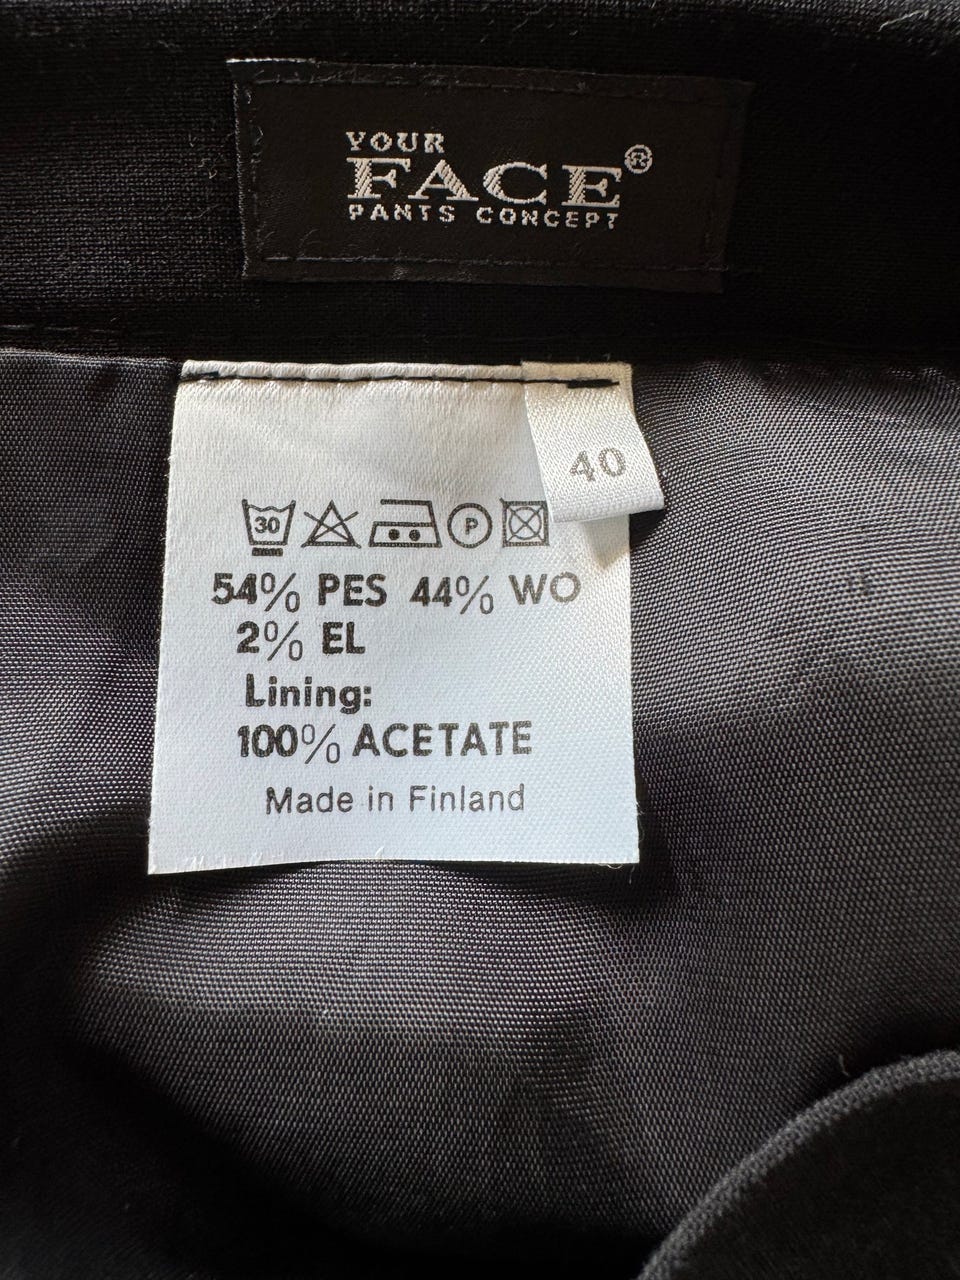 YOUR
FACE®
PANTS CONCEPT
40
30
P
54% PES 44% WO
2% EL
Lining:
100% ACETATE
Made in Finland